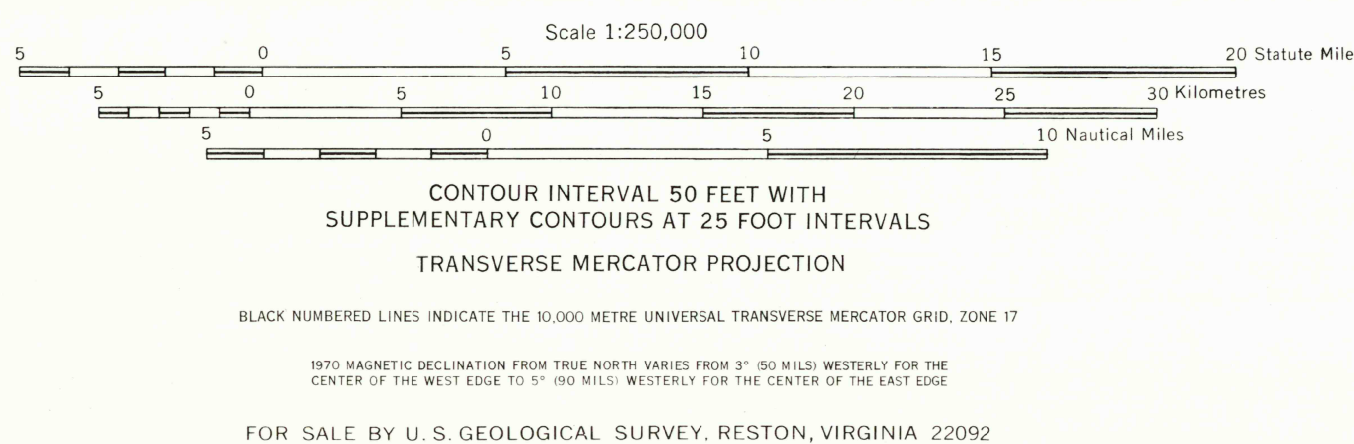 Scale 1:250,000
5 0 5 10 15 20 Statute Mile
5 0 5 10 15 20 25 30 Kilometres
5 0 5 10 Nautical Miles
CONTOUR INTERVAL 50 FEET WITH
SUPPLEMENTARY CONTOURS AT 25 FOOT INTERVALS
TRANSVERSE MERCATOR PROJECTION
BLACK NUMBERED LINES INDICATE THE 10,000 METRE UNIVERSAL TRANSVERSE MERCATOR GRID, ZONE 17
1970 MAGNETIC DECLINATION FROM TRUE NORTH VARIES FROM 3° (50 MILS) WESTERLY FOR THE
CENTER OF THE WEST EDGE TO 5° (90 MILS) WESTERLY FOR THE CENTER OF THE EAST EDGE
FOR SALE BY U. S. GEOLOGICAL SURVEY, RESTON, VIRGINIA 22092